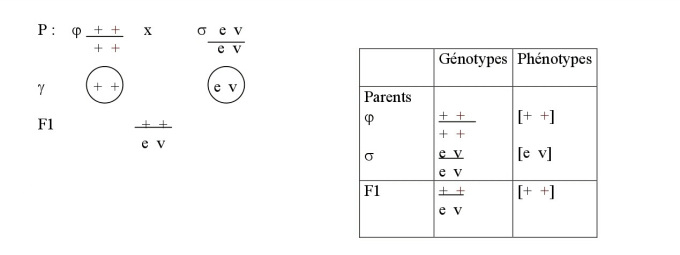 P : φ + + x σ e v
+ + e v
γ + + e v
F1 + +
e v
Génotypes Phénotypes
Parents
φ + + [+ +]
+ +
σ e v [e v]
e v
F1 + + [+ +]
e v